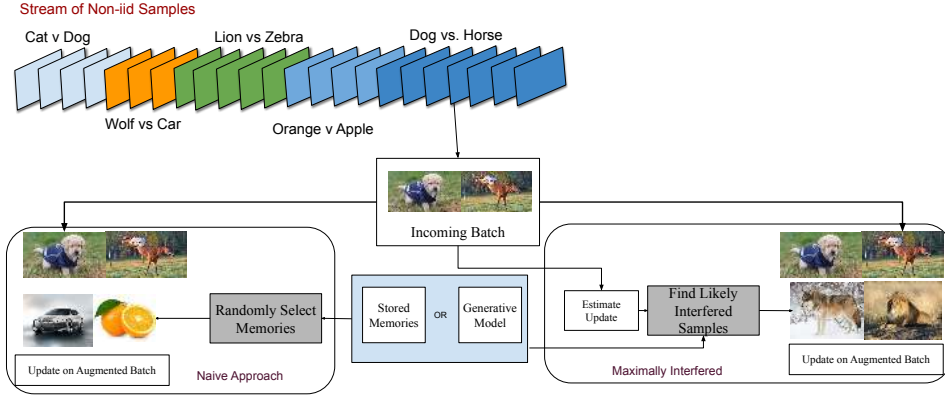 Stream of Non-iid Samples
Cat v Dog
Lion vs Zebra
Dog vs. Horse
Wolf vs Car
Orange v Apple
Incoming Batch
Randomly Select
Memories
Stored
Memories
OR
Generative
Model
Estimate
Update
Find Likely
Interfered
Samples
Update on Augmented Batch
Naive Approach
Update on Augmented Batch
Maximally Interfered